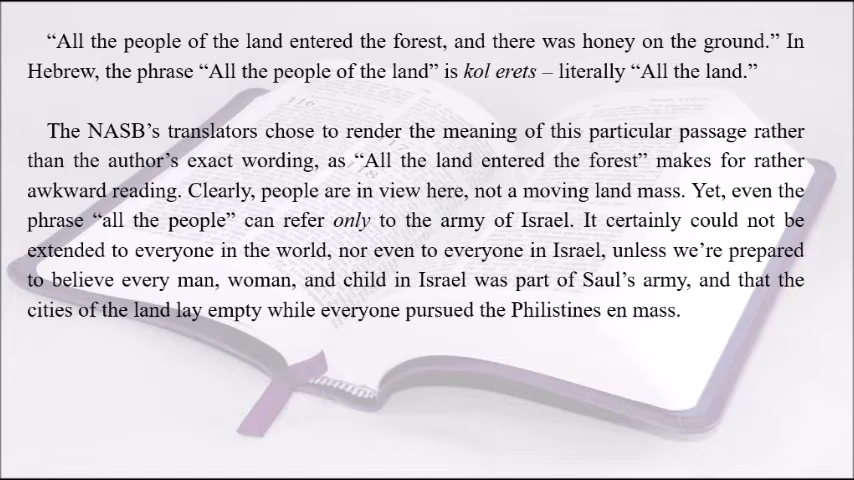 “All the people of the land entered the forest, and there was honey on the ground.” In
Hebrew, the phrase “All the people of the land” is kol erets – literally “All the land.”
The NASB’s translators chose to render the meaning of this particular passage rather
than the author’s exact wording, as “All the land entered the forest” makes for rather
awkward reading. Clearly, people are in view here, not a moving land mass. Yet, even the
phrase “all the people” can refer only to the army of Israel. It certainly could not be
extended to everyone in the world, nor even to everyone in Israel, unless we’re prepared
to believe every man, woman, and child in Israel was part of Saul’s army, and that the
cities of the land lay empty while everyone pursued the Philistines en mass.